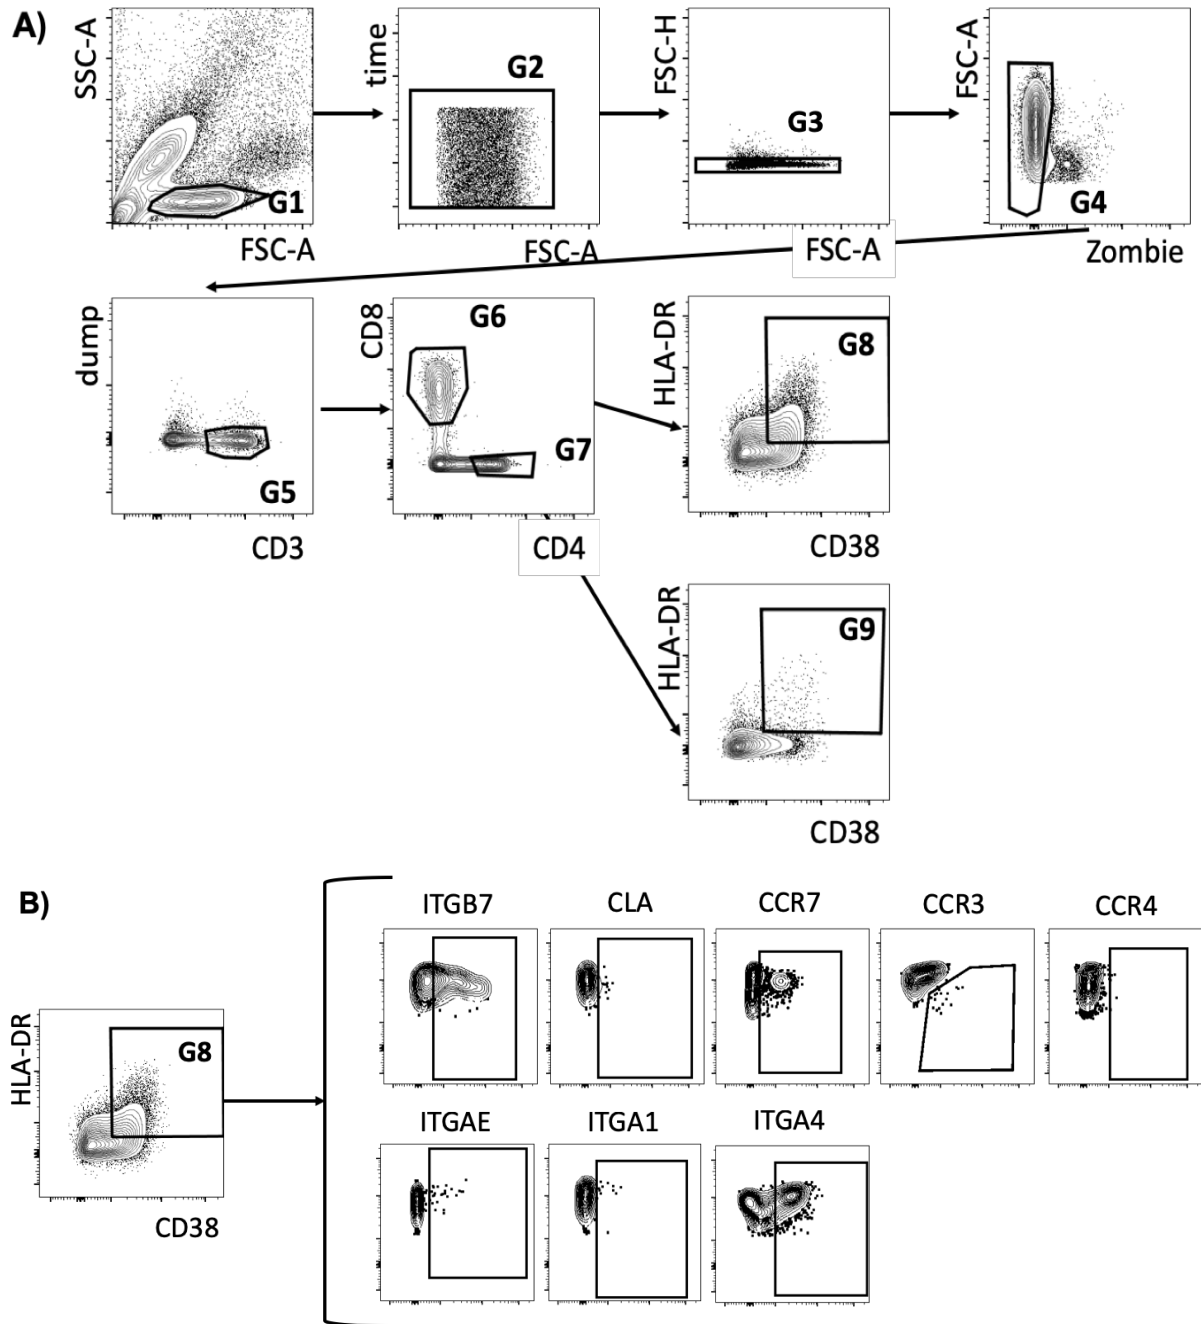 A)
SSC-A
G1
FSC-A
time
G2
FSC-A
FSC-H
G3
FSC-A
FSC-A
G4
Zombie
dump
G5
CD3
CD8
G6
G7
CD4
HLA-DR
G8
CD38
HLA-DR
G9
CD38
B)
HLA-DR
G8
CD38
ITGB7
CLA
CCR7
CCR3
CCR4
ITGAE
ITGA1
ITGA4